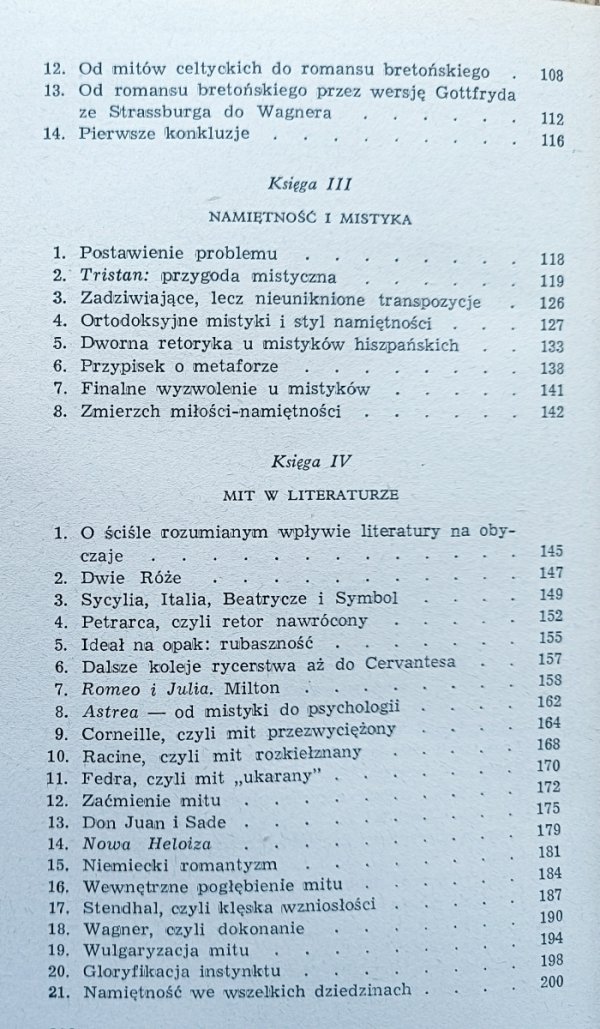 12. Od mitów celtyckich do romansu bretońskiego . 108
13. Od romansu bretońskiego przez wersję Gottfryda
ze Strassburga do Wagnera . . . . . . 112
14. Pierwsze konkluzje . . . . . . . . . 116
Księga III
NAMIĘTNOŚĆ I MISTYKA
1. Postawienie problemu . . . . . . . . 118
2. Tristan: przygoda mistyczna . . . . . . 119
3. Zadziwiające, lecz nieuniknione transpozycje . 126
4. Ortodoksyjne mistyki i styl namiętności . . . 127
5. Dworna retoryka u mistyków hiszpańskich . . 133
6. Przypisek o metaforze . . . . . . . . 138
7. Finalne wyzwolenie u mistyków . . . . . 141
8. Zmierzch miłości-namiętności . . . . . . 142
Księga IV
MIT W LITERATURZE
1. O ściśle rozumianym wpływie literatury na oby-
czaje . . . . . . . . . . . . . 145
2. Dwie Róże . . . . . . . . . . . 147
3. Sycylia, Italia, Beatrycze i Symbol . . . . 149
4. Petrarca, czyli retor nawrócony . . . . . 152
5. Ideał na opak: rubaszność . . . . . . . 155
6. Dalsze koleje rycerstwa aż do Cervantesa . . 157
7. Romeo i Julia. Milton . . . . . . . . 158
8. Astrea — od mistyki do psychologii . . . . 162
9. Corneille, czyli mit przezwyciężony . . . . 164
10. Racine, czyli mit rozkiełznany . . . . . 168
11. Fedra, czyli mit „ukarany” . . . . . . . 170
12. Zaćmienie mitu . . . . . . . . . . 172
13. Don Juan i Sade . . . . . . . . . . 175
14. Nowa Heloiza . . . . . . . . . . 179
15. Niemiecki romantyzm . . . . . . . . 181
16. Wewnętrzne pogłębienie mitu . . . . . . 184
17. Stendhal, czyli klęska wzniosłości . . . . . 187
18. Wagner, czyli dokonanie . . . . . . . 190
19. Wulgaryzacja mitu . . . . . . . . . 194
20. Gloryfikacja instynktu . . . . . . . . 198
21. Namiętność we wszelkich dziedzinach . . . . 200